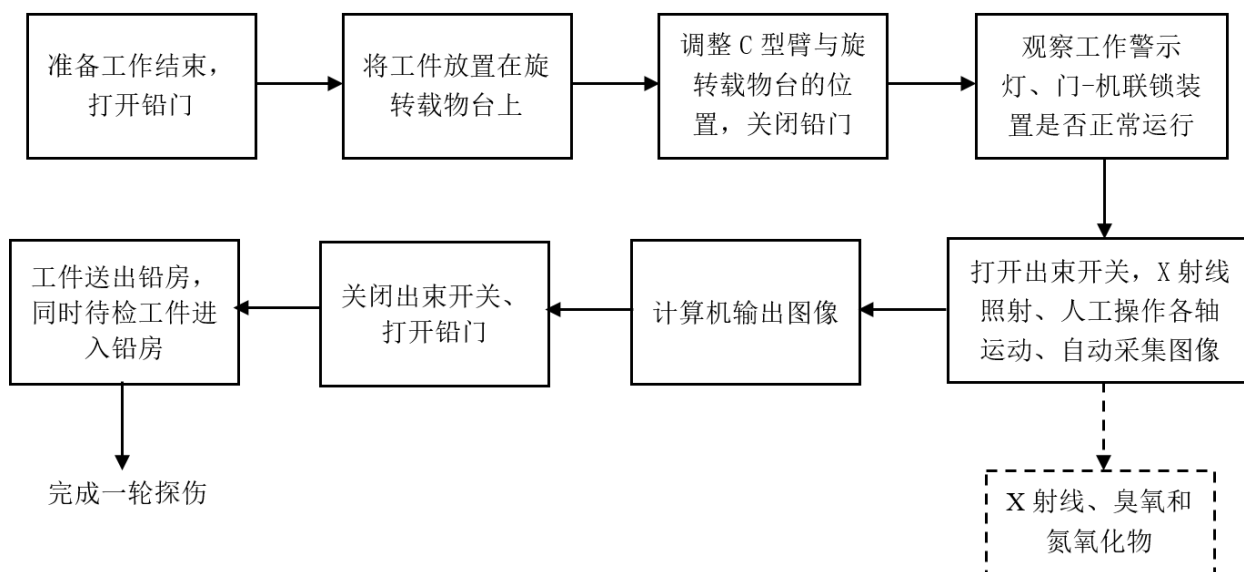 准备工作结束，
打开铅门
将工件放置在旋
转载物台上
调整 C 型臂与旋
转载物台的位
置，关闭铅门
观察工作警示
灯、门-机联锁装
置是否正常运行
打开出束开关，X 射线
照射、人工操作各轴
运动、自动采集图像
计算机输出图像
关闭出束开关、
打开铅门
工件送出铅房，
同时待检工件进
入铅房
完成一轮探伤
X 射线、臭氧和
氮氧化物